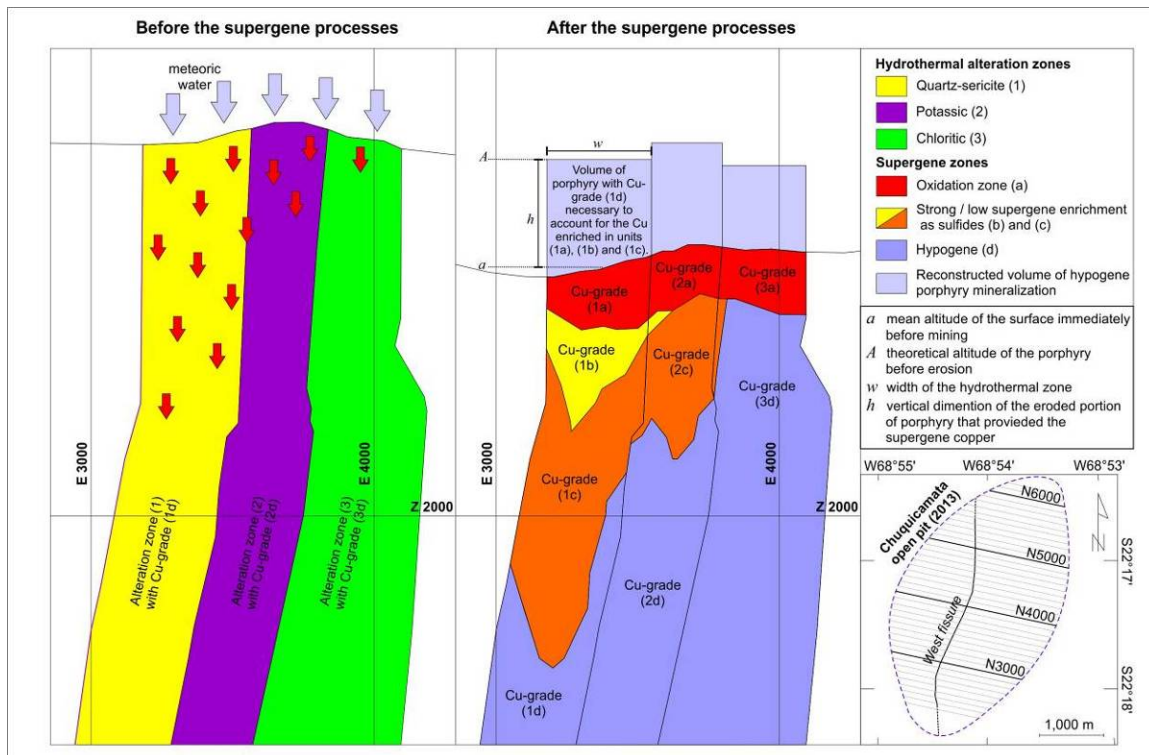 Before the supergene processes
meteoric
water
E 3000
E 4000
Z 2000
Alteration zone (1)
with Cu-grade (1d)
Alteration zone (2)
with Cu-grade (2d)
Alteration zone (3)
with Cu-grade (3d)
After the supergene processes
A
w
h
a
Volume of
porphyry with Cu-
grade (1d)
necessary to
account for the Cu
enriched in units
(1a), (1b) and (1c).
Cu-grade
(1a)
Cu-grade
(2a)
Cu-grade
(3a)
Cu-grade
(1b)
Cu-grade
(2c)
Cu-grade
(3d)
Cu-grade
(1c)
Cu-grade
(2d)
Cu-grade
(1d)
E 3000
E 4000
Z 2000
Hydrothermal alteration zones
Quartz-sericite (1)
Potassic (2)
Chloritic (3)
Supergene zones
Oxidation zone (a)
Strong / low supergene enrichment
as sulfides (b) and (c)
Hypogene (d)
Reconstructed volume of hypogene
porphyry mineralization
a mean altitude of the surface immediately
before mining
A theoretical altitude of the porphyry
before erosion
w width of the hydrothermal zone
h vertical dimention of the eroded portion
of porphyry that provieded the
supergene copper
W68°55'
W68°54'
W68°53'
Chuquicamata
open pit (2013)
N6000
N5000
N4000
N3000
West fissure
N
S22°17'
S22°18'
1,000 m